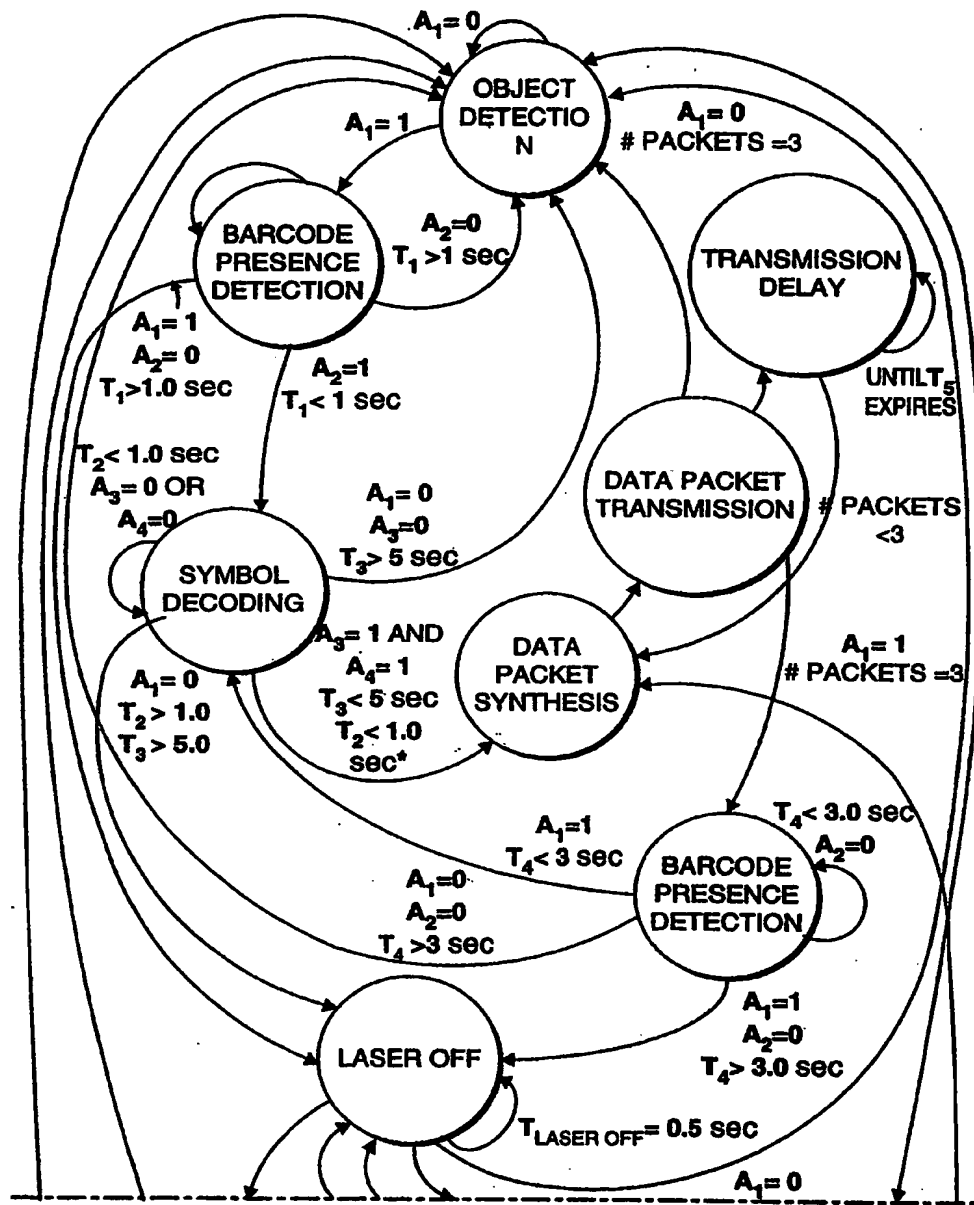 A₁= 0
OBJECT
DETECTIO
N
A₁= 1
A₁= 0
# PACKETS =3
BARCODE
PRESENCE
DETECTION
A₂=0
T₁ >1 sec
TRANSMISSION
DELAY
A₁= 1
A₂= 0
T₁>1.0 sec
A₂=1
T₁< 1 sec
UNTILT₅
EXPIRES
T₂< 1.0 sec
A₃= 0 OR
A₄=0
A₁= 0
A₃=0
T₃> 5 sec
DATA PACKET
TRANSMISSION
# PACKETS
<3
SYMBOL
DECODING
A₃= 1 AND
A₄= 1
T₃< 5 sec
T₂< 1.0
sec*
DATA
PACKET
SYNTHESIS
A₁= 1
# PACKETS =3
A₁= 0
T₂> 1.0
T₃> 5.0
A₁=1
T₄< 3 sec
T₄< 3.0 sec
A₂=0
BARCODE
PRESENCE
DETECTION
A₁=0
A₂=0
T₄ >3 sec
A₁=1
A₂=0
T₄> 3.0 sec
LASER OFF
T LASER OFF= 0.5 sec
A₁= 0